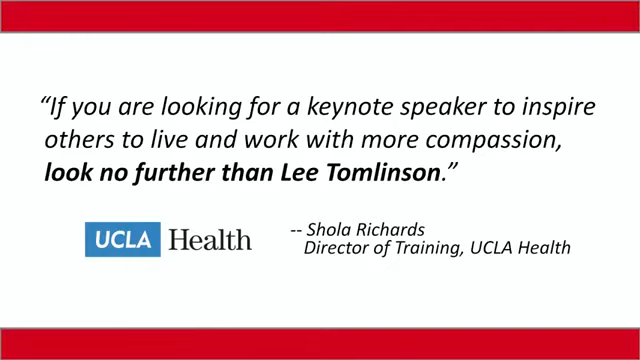 “If you are looking for a keynote speaker to inspire
others to live and work with more compassion,
look no further than Lee Tomlinson.”
UCLA Health
-- Shola Richards
Director of Training, UCLA Health